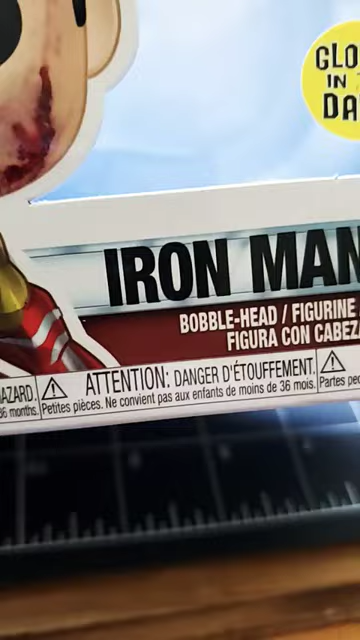 GLO
IN
DA
IRON MAN
BOBBLE-HEAD / FIGURINE
FIGURA CON CABEZ
HAZARD.
36 months.
ATTENTION: DANGER D'ÉTOUFFEMENT.
Petites pièces. Ne convient pas aux enfants de moins de 36 mois.
Partes pe